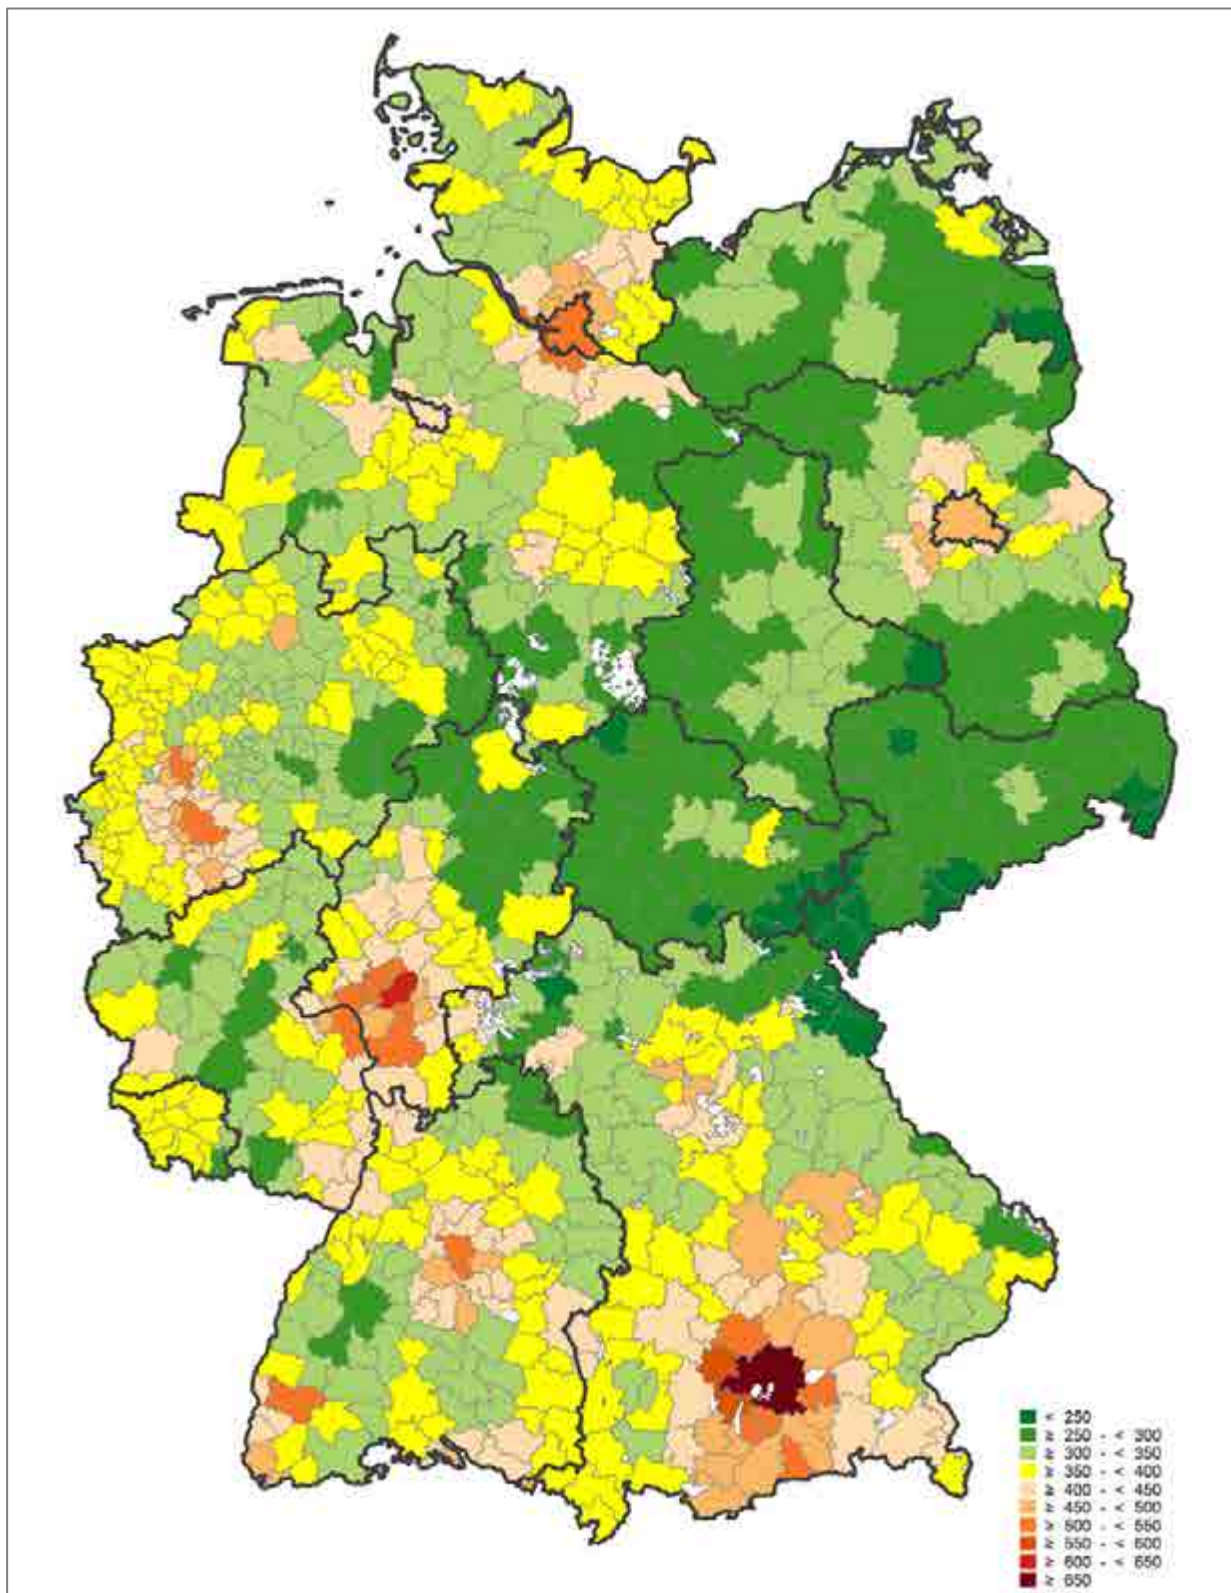 < 250
≥ 250 - < 300
≥ 300 - < 350
≥ 350 - < 400
≥ 400 - < 450
≥ 450 - < 500
≥ 500 - < 550
≥ 550 - < 600
≥ 600 - < 650
≥ 650